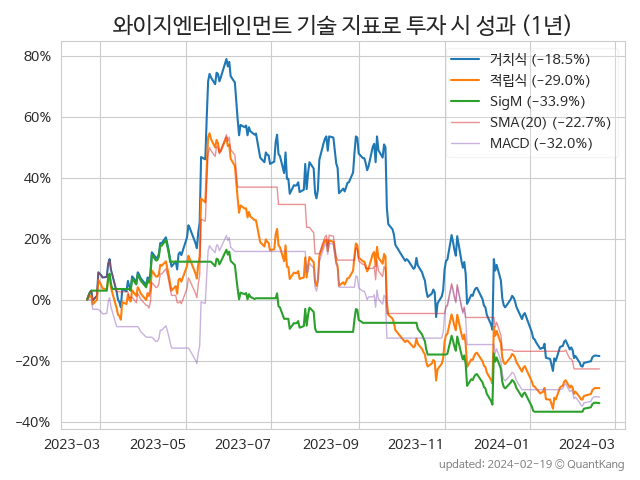 와이지엔터테인먼트 기술 지표로 투자 시 성과 (1년)
80%
60%
40%
20%
0%
−20%
−40%
거치식 (−18.5%)
적립식 (−29.0%)
SigM (−33.9%)
SMA(20) (−22.7%)
MACD (−32.0%)
2023-03
2023-05
2023-07
2023-09
2023-11
2024-01
2024-03
updated: 2024-02-19 © QuantKang